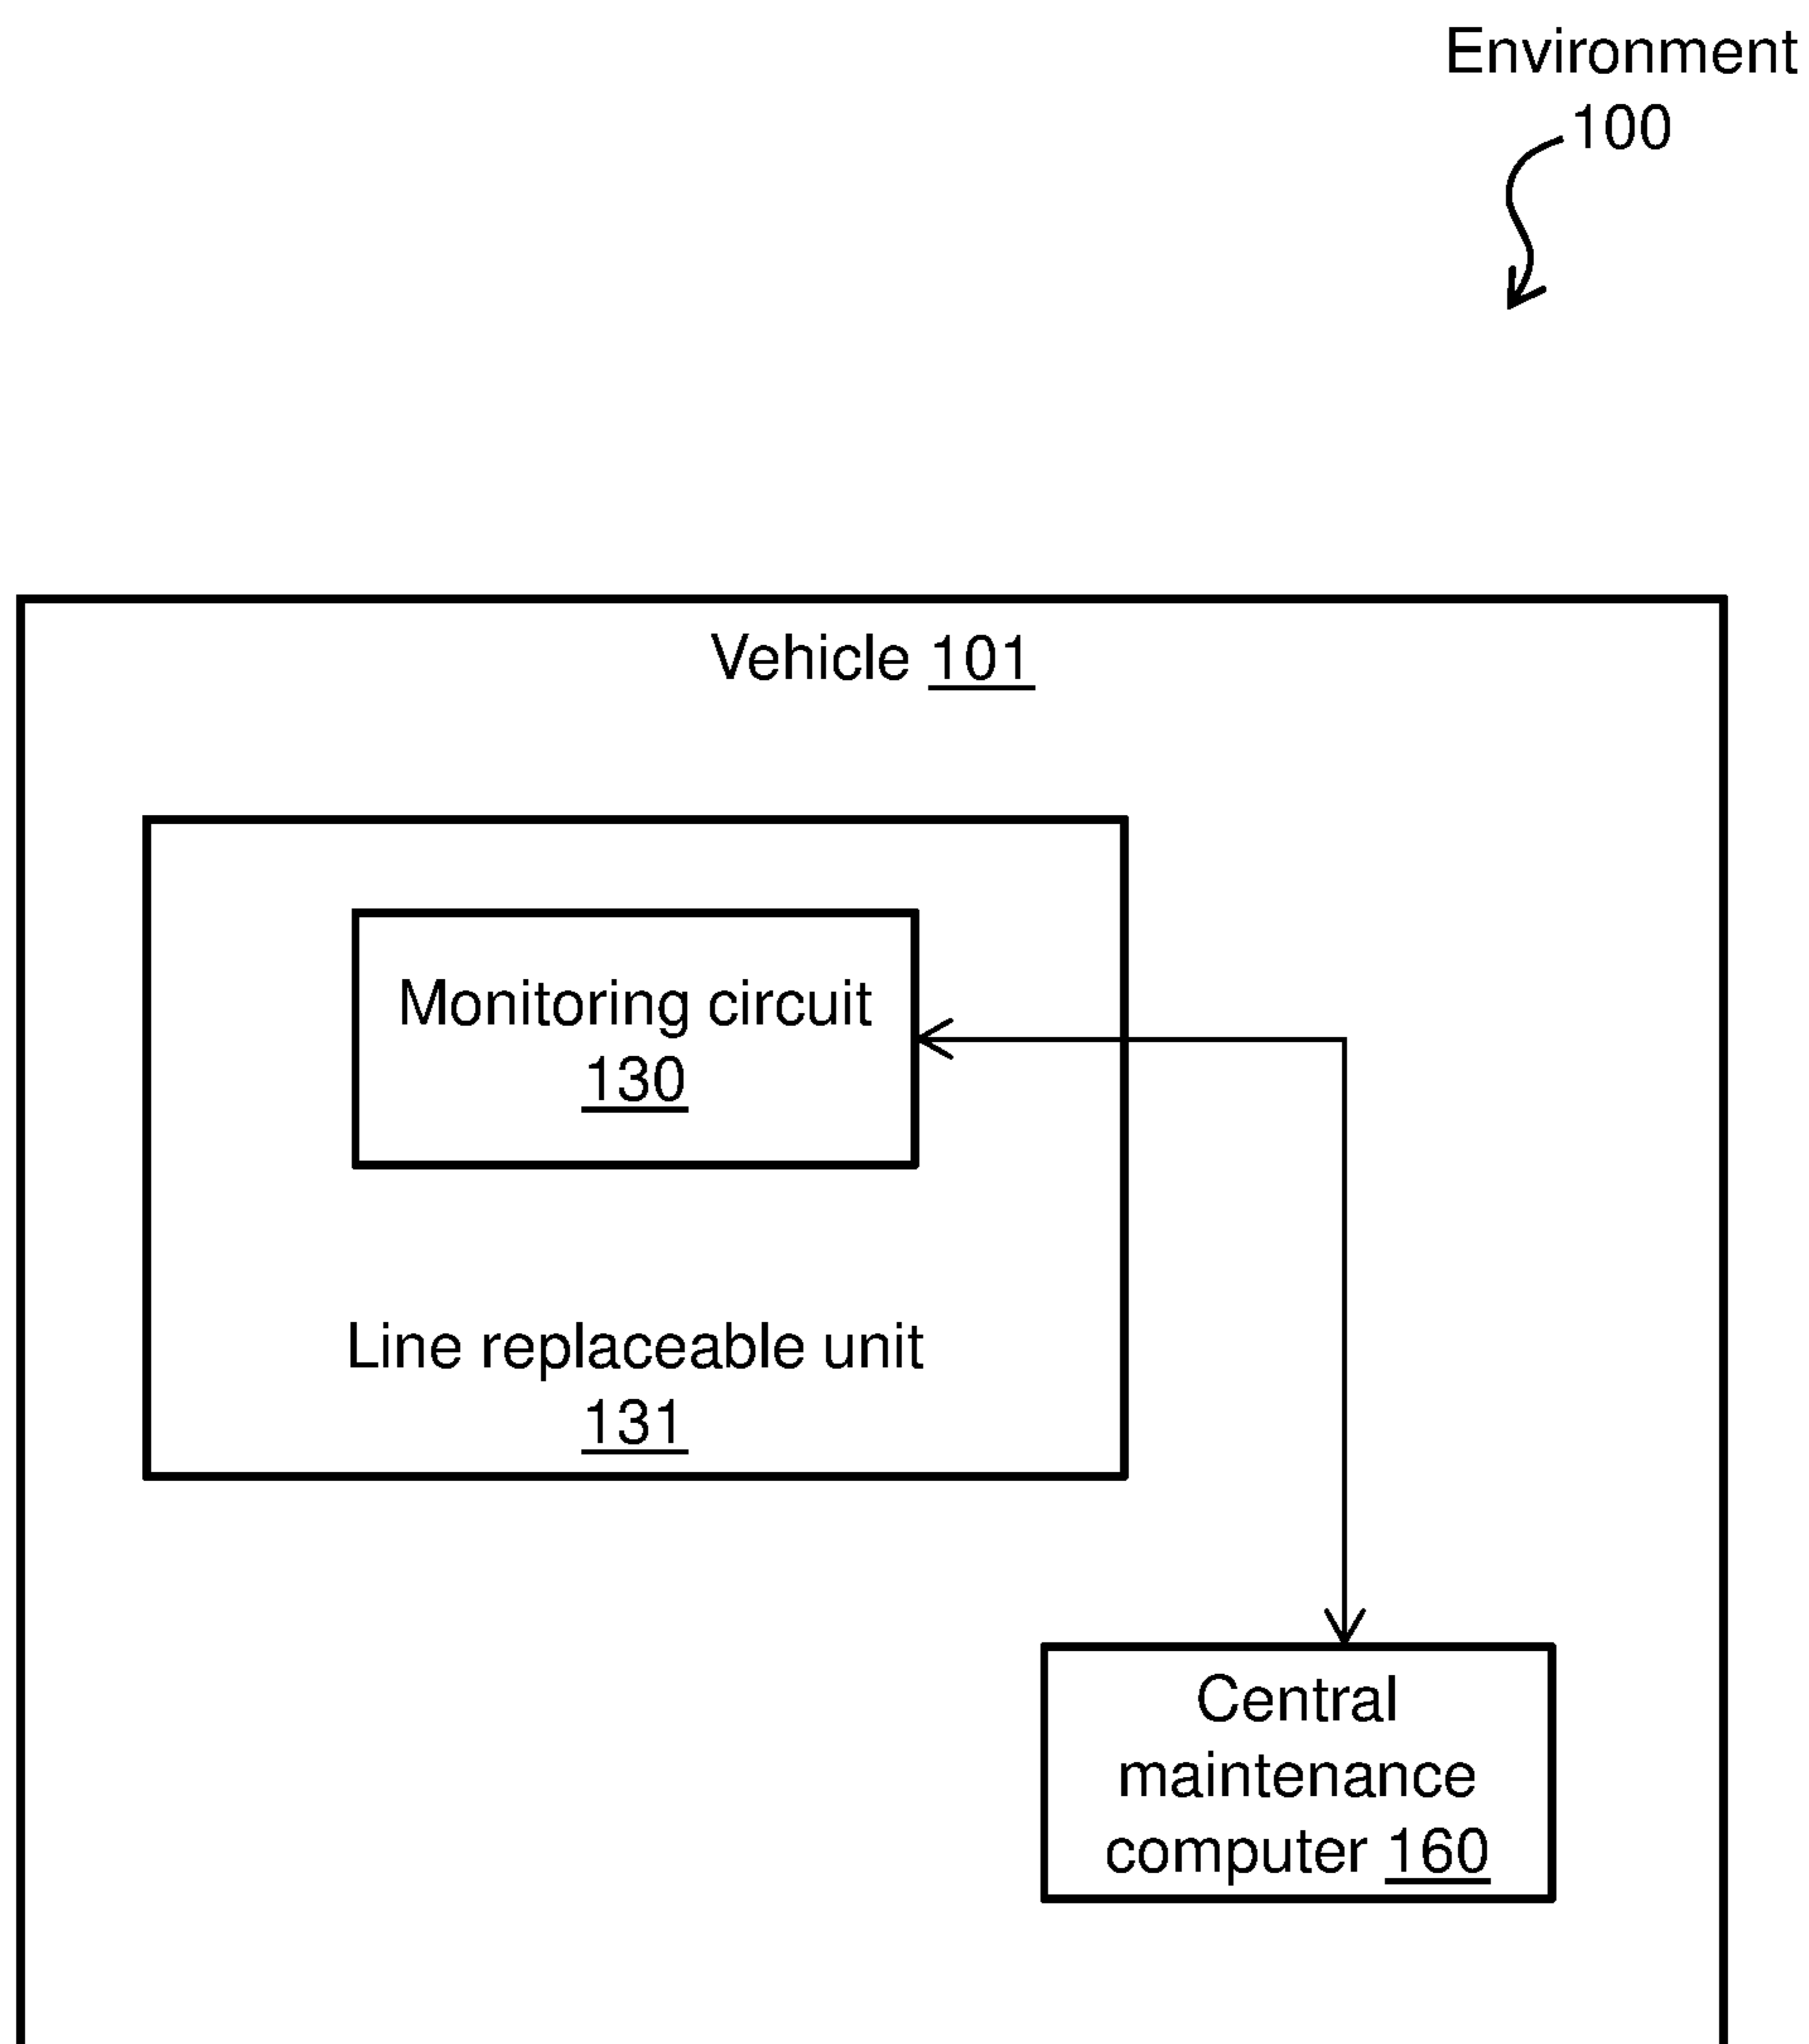 Environment
100
Vehicle 101
Monitoring circuit
130
Line replaceable unit
131
Central
maintenance
computer 160